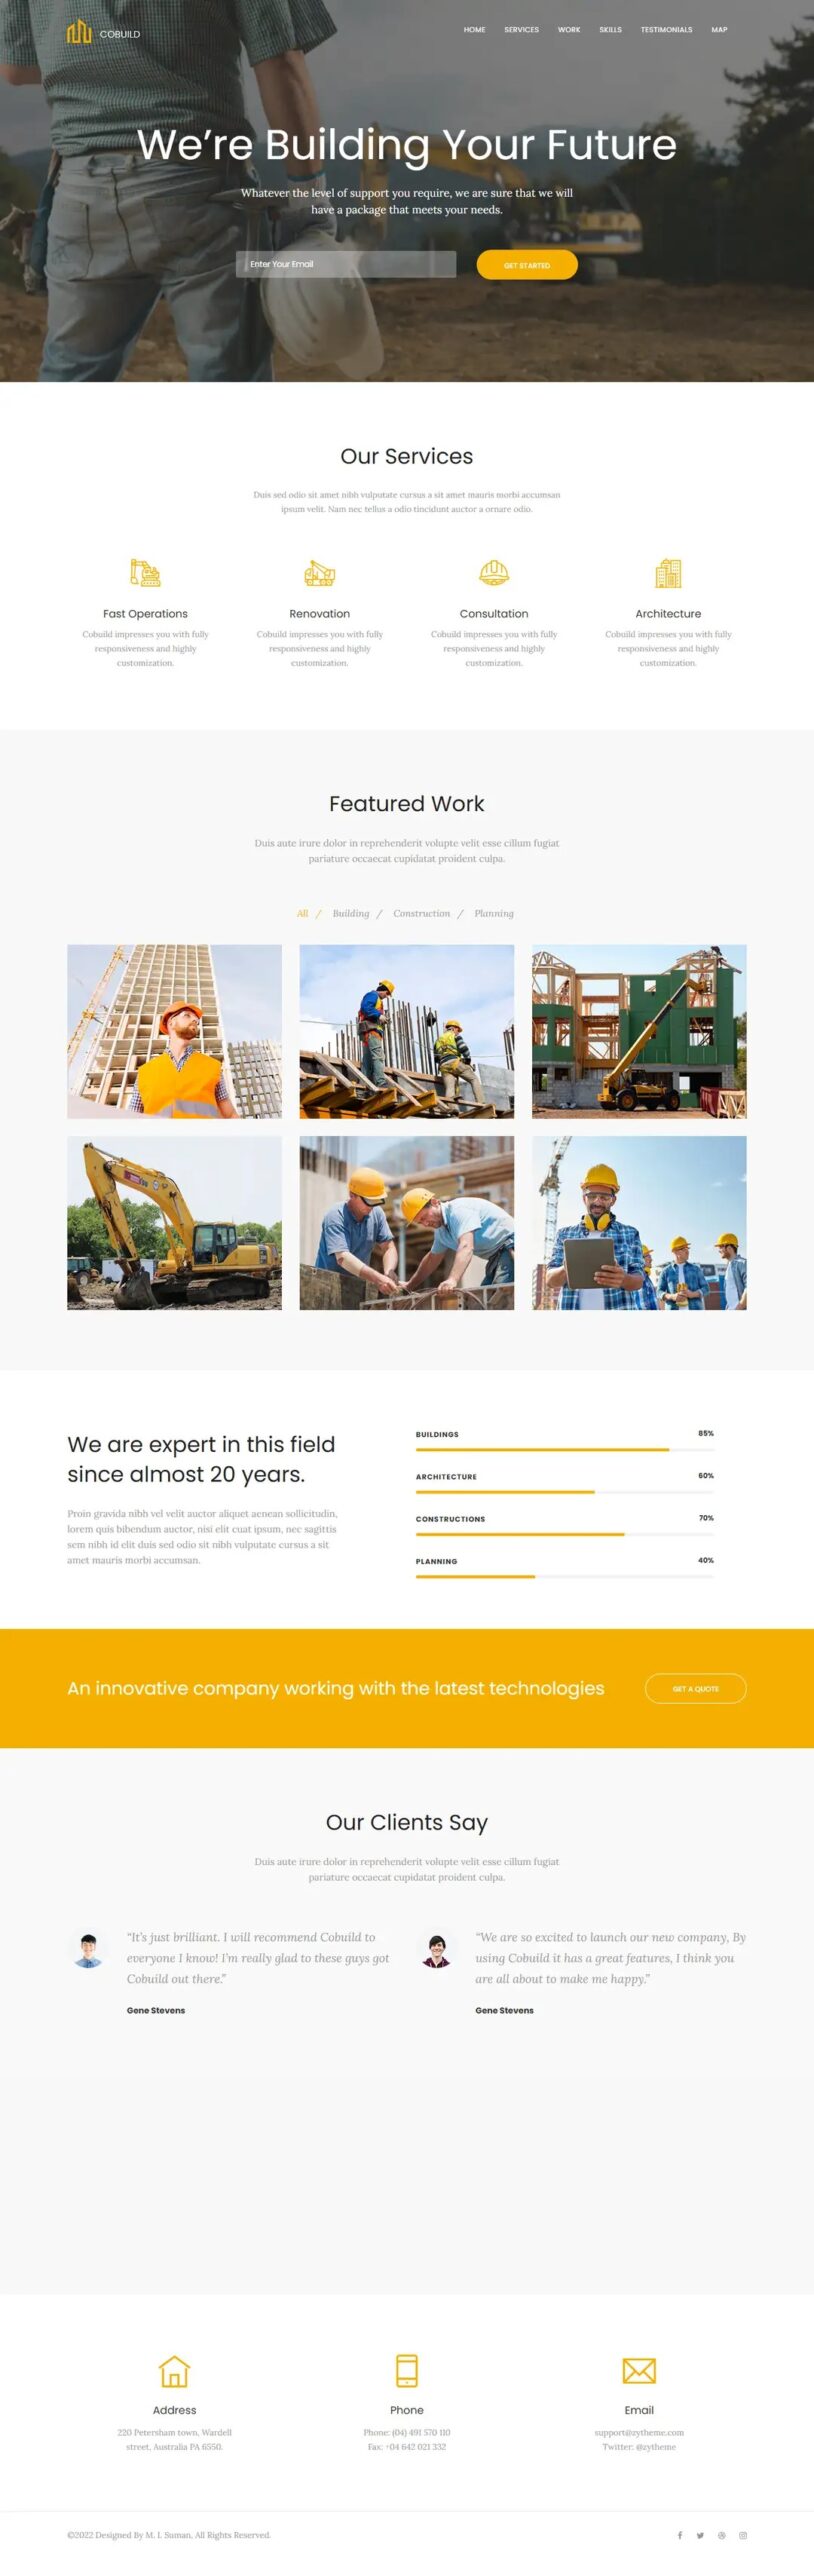 COBUILD
HOME SERVICES WORK SKILLS TESTIMONIALS MAP
We're Building Your Future
Whatever the level of support you require, we are sure that we will
have a package that meets your needs.
Enter Your Email
GET STARTED
Our Services
Duis sed odio sit amet nibh vulputate cursus a sit amet mauris morbi accumsan
ipsum velit. Nam nec tellus a odio tincidunt auctor a ornare odio.
Fast Operations
Cobuild impresses you with fully
responsiveness and highly
customization.
Renovation
Cobuild impresses you with fully
responsiveness and highly
customization.
Consultation
Cobuild impresses you with fully
responsiveness and highly
customization.
Architecture
Cobuild impresses you with fully
responsiveness and highly
customization.
Featured Work
Duis aute irure dolor in reprehenderit volupte velit esse cillum fugiat
pariature occaecat cupidatat proident culpa.
All / Building / Construction / Planning
We are expert in this field
since almost 20 years.
Proin gravida nibh vel velit auctor aliquet aenean sollicitudin,
lorem quis bibendum auctor, nisi elit cuat ipsum, nec sagittis
sem nibh id elit duis sed odio sit nibh vulputate cursus a sit
amet mauris morbi accumsan.
BUILDINGS 85%
ARCHITECTURE 60%
CONSTRUCTIONS 70%
PLANNING 40%
An innovative company working with the latest technologies
GET A QUOTE
Our Clients Say
Duis aute irure dolor in reprehenderit volupte velit esse cillum fugiat
pariature occaecat cupidatat proident culpa.
“It's just brilliant. I will recommend Cobuild to
everyone I know! I'm really glad to these guys got
Cobuild out there.”
Gene Stevens
“We are so excited to launch our new company, By
using Cobuild it has a great features, I think you
are all about to make me happy.”
Gene Stevens
Address
220 Petersham town, Wardell
street, Australia PA 6550.
Phone
Phone: (04) 491 570 110
Fax: +04 642 021 332
Email
support@zytheme.com
Twitter: @zytheme
©2022 Designed By M. I. Suman, All Rights Reserved.